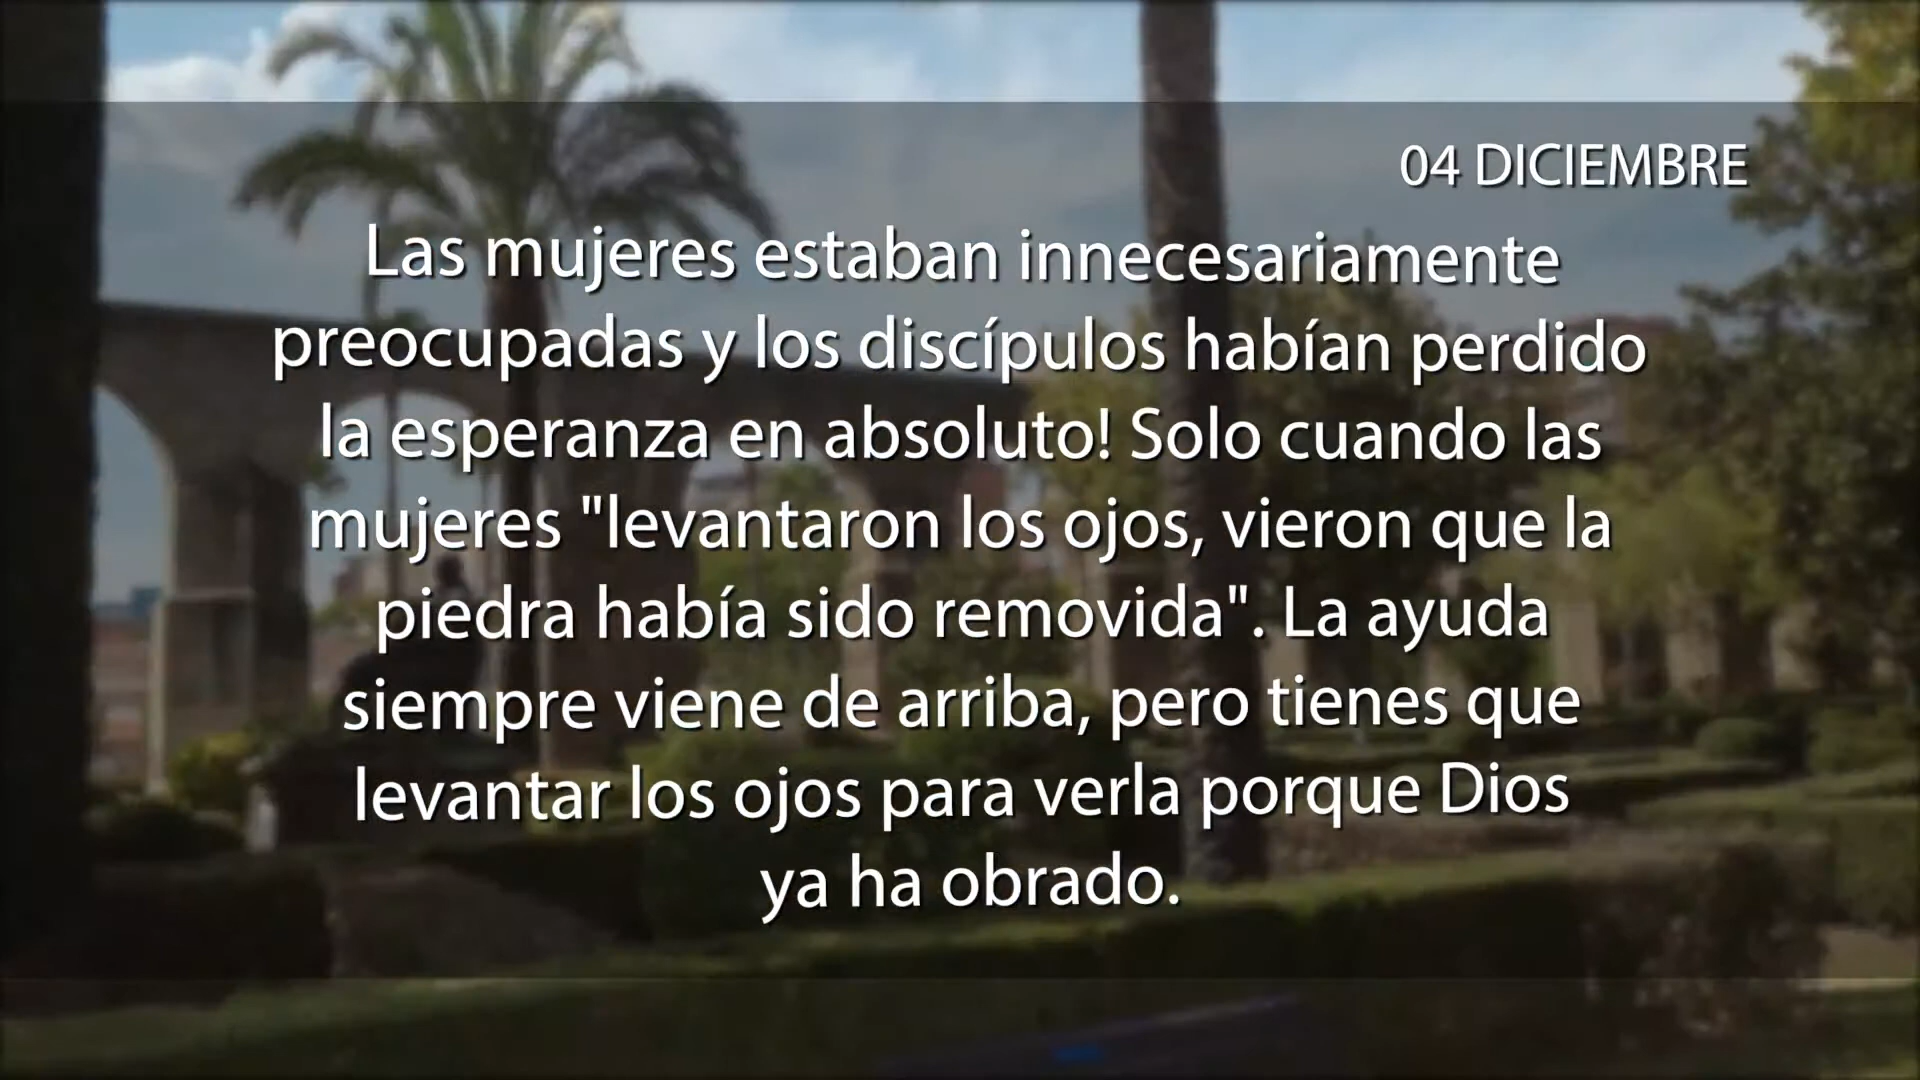 04 DICIEMBRE
Las mujeres estaban innecesariamente
preocupadas y los discípulos habían perdido
la esperanza en absoluto! Solo cuando las
mujeres "levantaron los ojos, vieron que la
piedra había sido removida". La ayuda
siempre viene de arriba, pero tienes que
levantar los ojos para verla porque Dios
ya ha obrado.